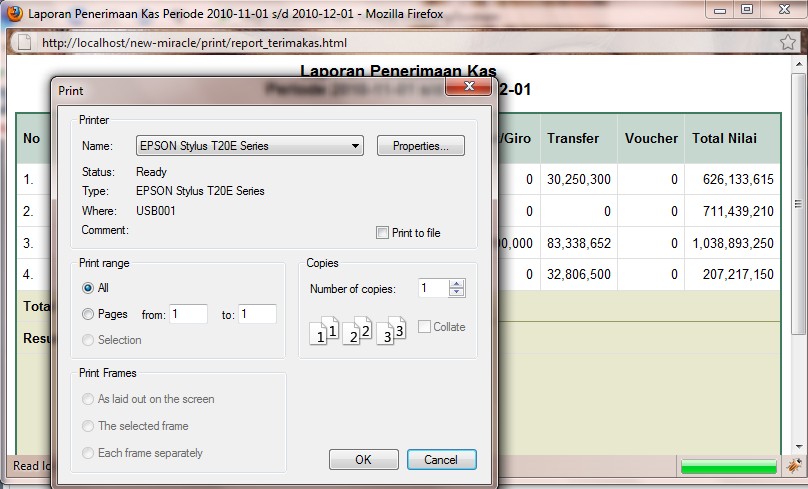 Laporan Penerimaan Kas Periode 2010-11-01 s/d 2010-12-01 - Mozilla Firefox
http://localhost/new-miracle/print/report_terimakas.html
Laporan Penerimaan Kas
Periode 2010-11-01 s/d 2-01
Print
Printer
Name: EPSON Stylus T20E Series Properties...
Status: Ready
Type: EPSON Stylus T20E Series
Where: USB001
Comment:
Print to file
Print range
All
Pages from: 1 to: 1
Selection
Copies
Number of copies: 1
1 1 2 2 3 3 Collate
Print Frames
As laid out on the screen
The selected frame
Each frame separately
OK Cancel
No /Giro Transfer Voucher Total Nilai
1. 0 30,250,300 0 626,133,615
2. 0 0 0 711,439,210
3. 00,000 83,338,652 0 1,038,893,250
4. 0 32,806,500 0 207,217,150
Tota
Resu
Read lo